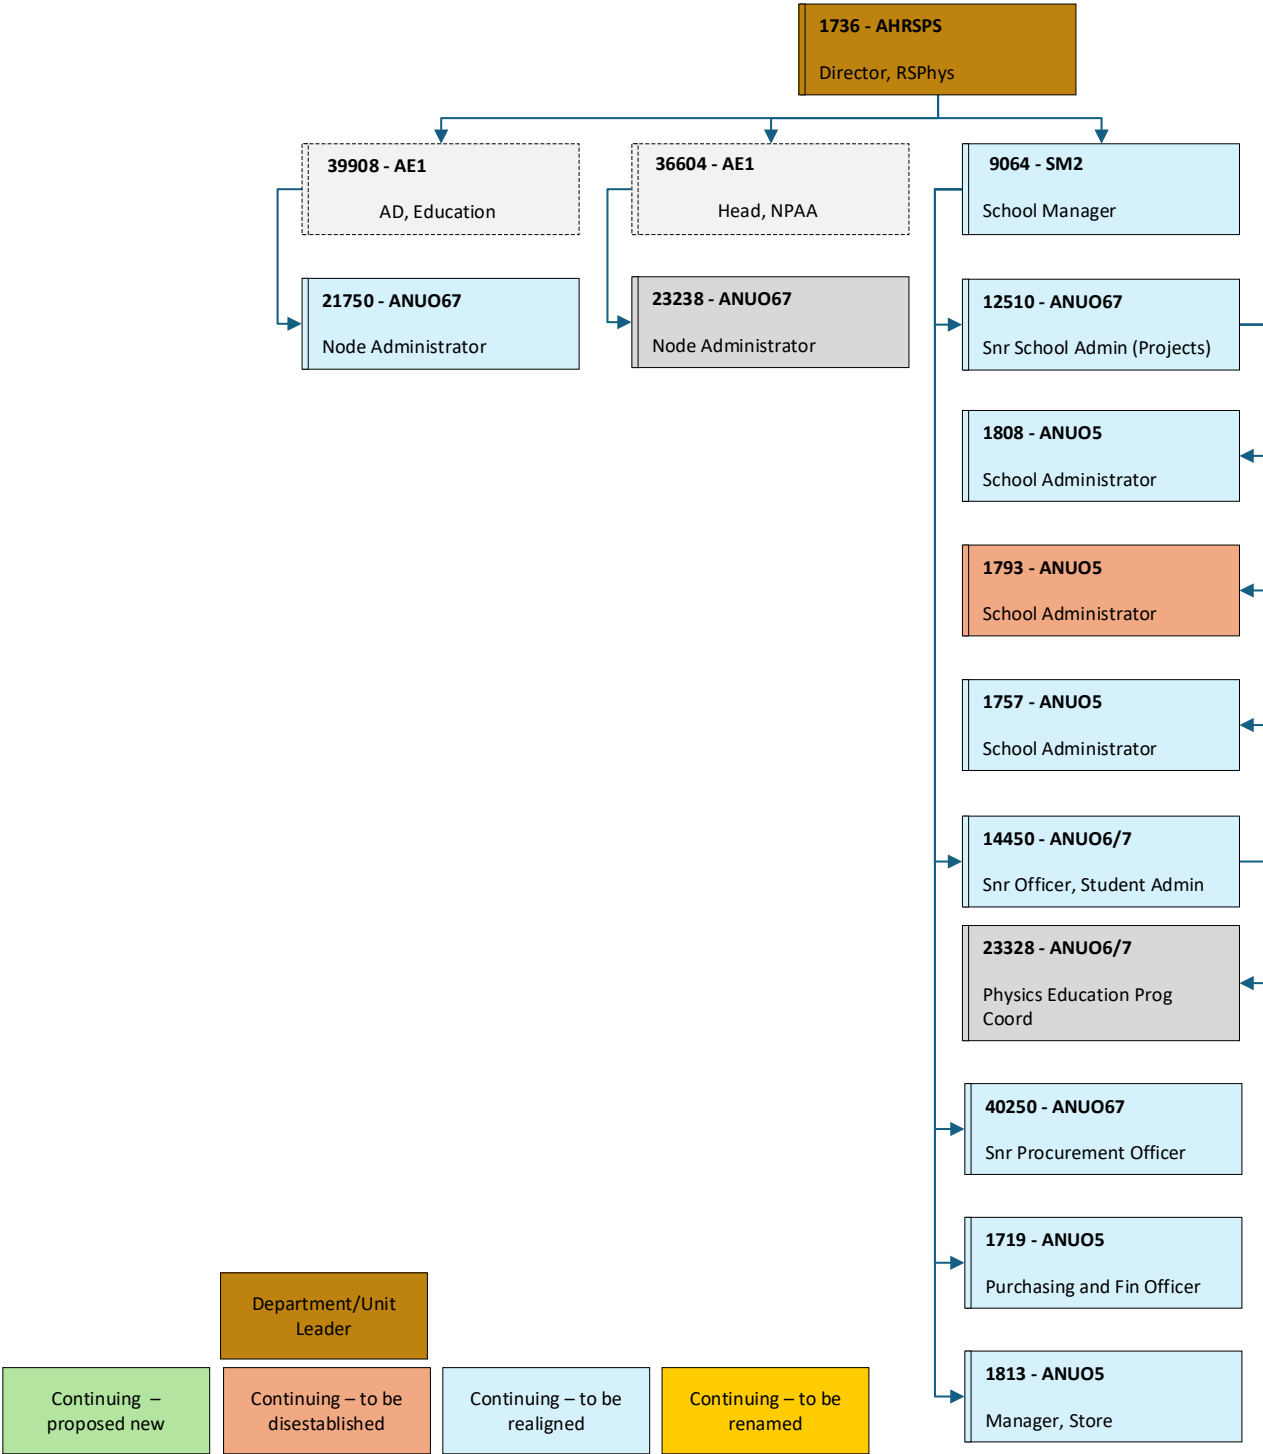 1736 - AHRSPS
Director, RSPhys
39908 - AE1
AD, Education
36604 - AE1
Head, NPAA
9064 - SM2
School Manager
21750 - ANUO67
Node Administrator
23238 - ANUO67
Node Administrator
12510 - ANUO67
Snr School Admin (Projects)
1808 - ANUO5
School Administrator
1793 - ANUO5
School Administrator
1757 - ANUO5
School Administrator
14450 - ANUO6/7
Snr Officer, Student Admin
23328 - ANUO6/7
Physics Education Prog
Coord
40250 - ANUO67
Snr Procurement Officer
1719 - ANUO5
Purchasing and Fin Officer
1813 - ANUO5
Manager, Store
Department/Unit
Leader
Continuing –
proposed new
Continuing – to be
disestablished
Continuing – to be
realigned
Continuing – to be
renamed